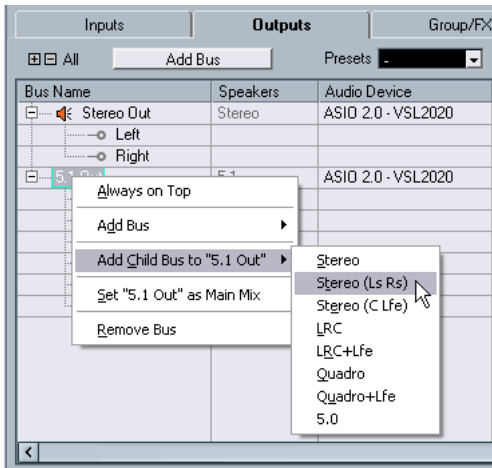 Inputs Outputs Group/FX
All Add Bus Presets -
Bus Name Speakers Audio Device
Stereo Out Stereo ASIO 2.0 - VSL2020
Left
Right
5.1 Out 5.1 ASIO 2.0 - VSL2020
Always on Top
Add Bus
Add Child Bus to "5.1 Out"
Set "5.1 Out" as Main Mix
Remove Bus
Stereo
Stereo (Ls Rs)
Stereo (C Lfe)
LRC
LRC+Lfe
Quadro
Quadro+Lfe
5.0